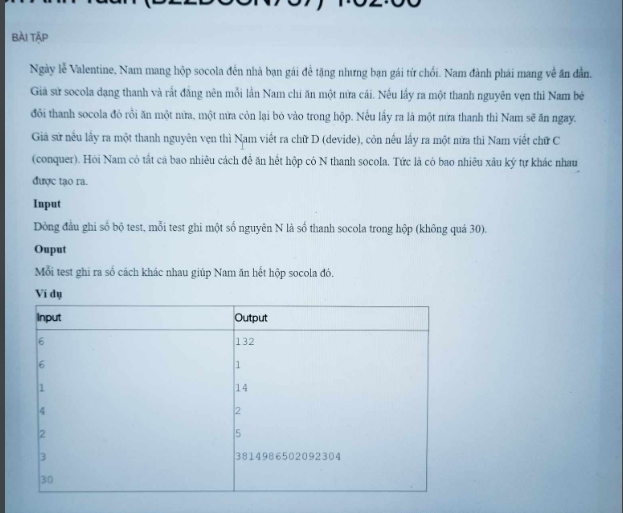 BÀI TẬP
Ngày lễ Valentine, Nam mang hộp socola đến nhà bạn gái để tặng nhưng bạn gái từ chối. Nam đành phải mang về ăn dần.
Giả sử socola dạng thanh và rất đắng nên mỗi lần Nam chỉ ăn một nửa cái. Nếu lấy ra một thanh nguyên vẹn thì Nam bẻ
đôi thanh socola đó rồi ăn một nửa, một nửa còn lại bỏ vào trong hộp. Nếu lấy ra là một nửa thanh thì Nam sẽ ăn ngay.
Giả sử nếu lấy ra một thanh nguyên vẹn thì Nam viết ra chữ D (devide), còn nếu lấy ra một nửa thì Nam viết chữ C
(conquer). Hỏi Nam có tất cả bao nhiêu cách để ăn hết hộp có N thanh socola. Tức là có bao nhiêu xâu ký tự khác nhau
được tạo ra.
Input
Dòng đầu ghi số bộ test, mỗi test ghi một số nguyên N là số thanh socola trong hộp (không quá 30).
Ouput
Mỗi test ghi ra số cách khác nhau giúp Nam ăn hết hộp socola đó.
Ví dụ
Input Output
6 132
6 1
1 14
4 2
2 5
3 3814986502092304
30